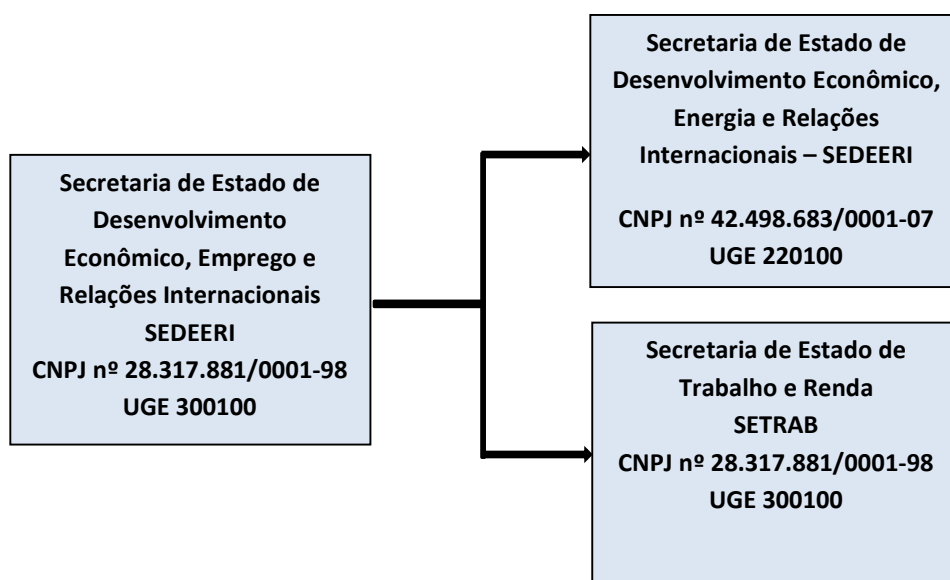 Secretaria de Estado de
Desenvolvimento
Econômico, Emprego e
Relações Internacionais
SEDEERI
CNPJ nº 28.317.881/0001-98
UGE 300100
Secretaria de Estado de
Desenvolvimento Econômico,
Energia e Relações
Internacionais – SEDEERI
CNPJ nº 42.498.683/0001-07
UGE 220100
Secretaria de Estado de
Trabalho e Renda
SETRAB
CNPJ nº 28.317.881/0001-98
UGE 300100